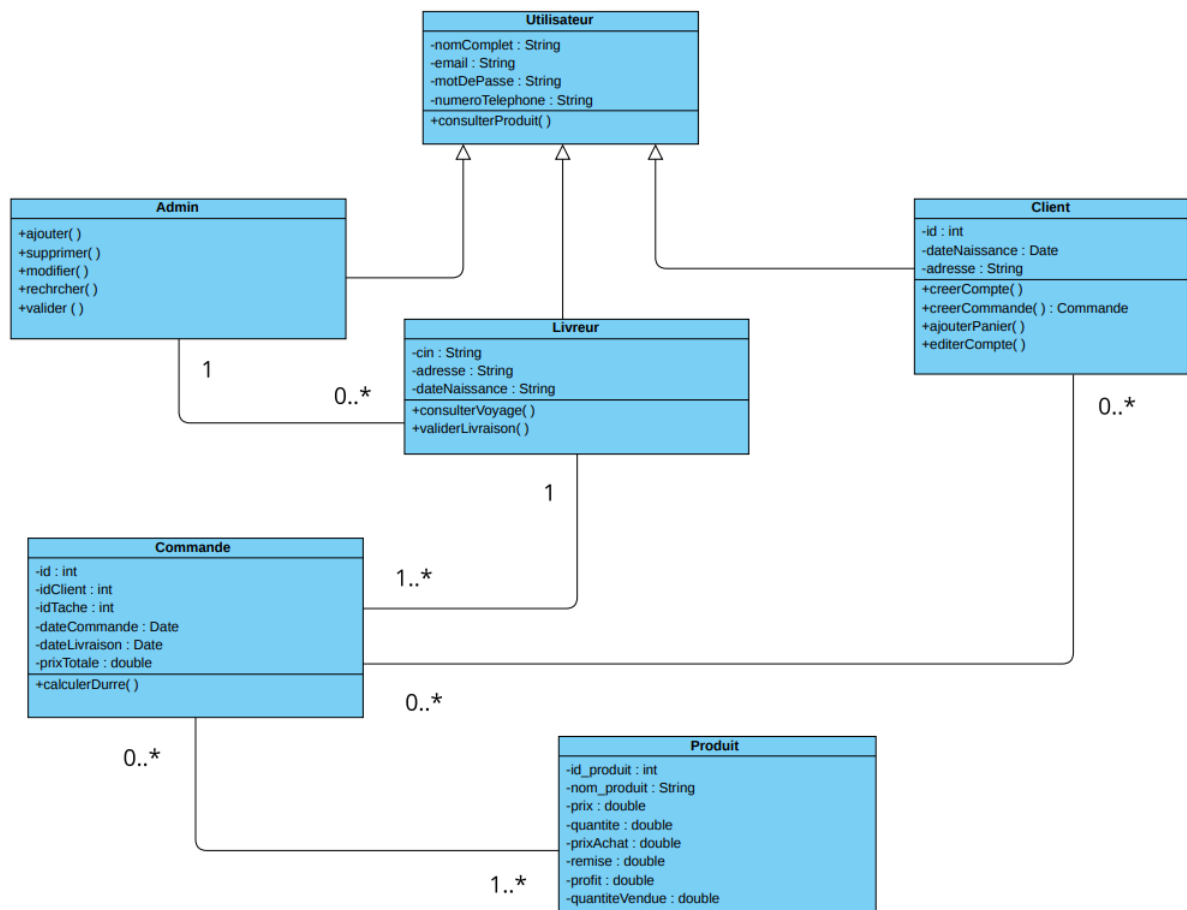 Utilisateur
-nomComplet : String
-email : String
-motDePasse : String
-numeroTelephone : String
+consulterProduit( )
Admin
+ajouter( )
+supprimer( )
+modifier( )
+rechrcher( )
+valider ( )
Client
-id : int
-dateNaissance : Date
-adresse : String
+creerCompte( )
+creerCommande( ) : Commande
+ajouterPanier( )
+editerCompte( )
Livreur
-cin : String
-adresse : String
-dateNaissance : String
+consulterVoyage( )
+validerLivraison( )
1
0..*
0..*
1
1..*
Commande
-id : int
-idClient : int
-idTache : int
-dateCommande : Date
-dateLivraison : Date
-prixTotale : double
+calculerDurre( )
0..*
0..*
1..*
Produit
-id_produit : int
-nom_produit : String
-prix : double
-quantite : double
-prixAchat : double
-remise : double
-profit : double
-quantiteVendue : double